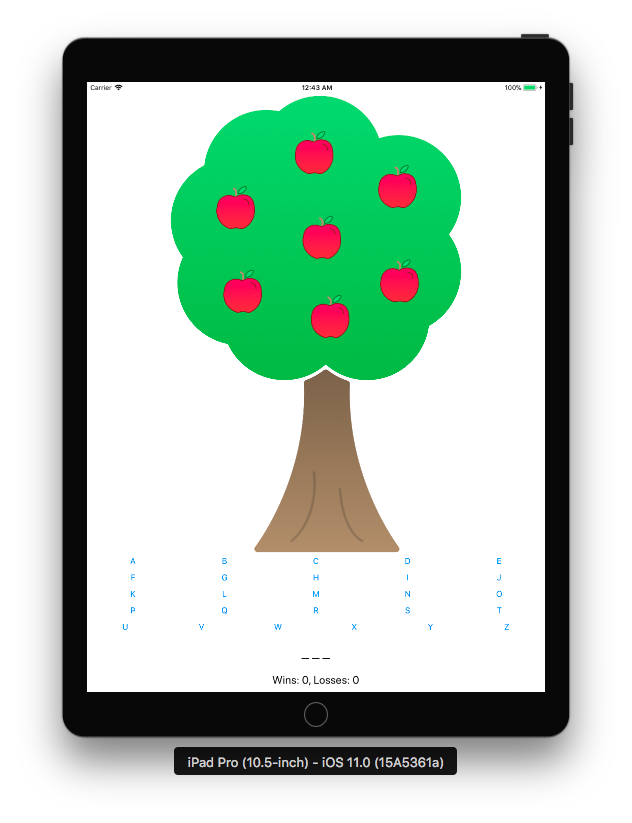 Carrier 12:43 AM 100%
A B C D E
F G H I J
K L M N O
P Q R S T
U V W X Y Z
_ _ _
Wins: 0, Losses: 0
iPad Pro (10.5-inch) – iOS 11.0 (15A5361a)